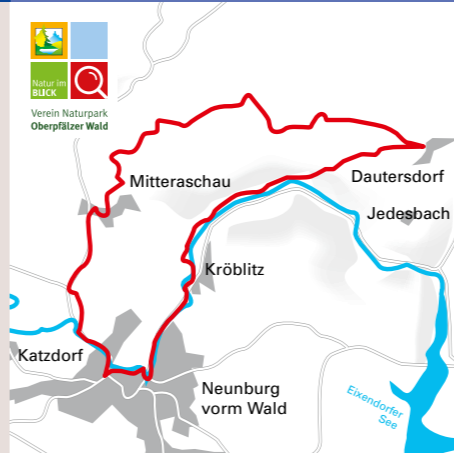 Natur im
BLICK
Verein Naturpark
Oberpfälzer Wald
Mitteraschau
Dautersdorf
Jedesbach
Kröblitz
Katzdorf
Neunburg
vorm Wald
Eixendorfer
See